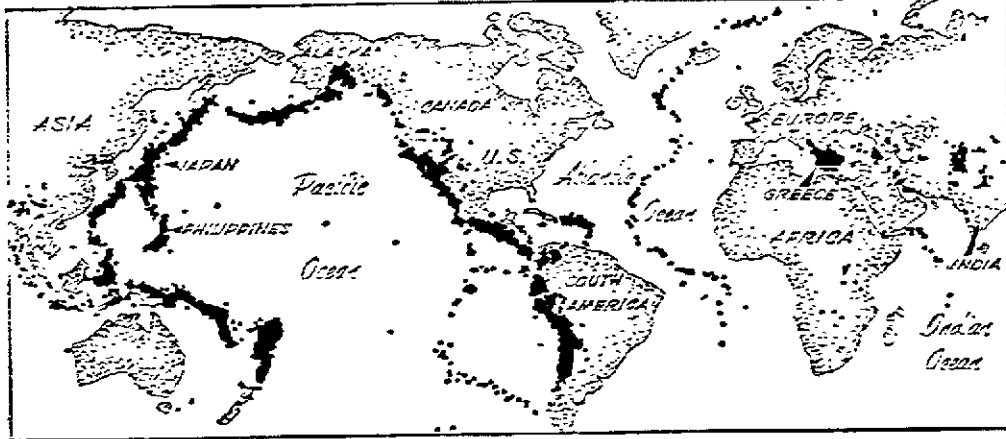 ALASKA
CANADA
ASIA
EUROPE
U.S.
JAPAN
Pacific
Atlantic
GREECE
Ocean
PHILIPPINES
AFRICA
INDIA
Ocean
SOUTH
AMERICA
Indian
Ocean